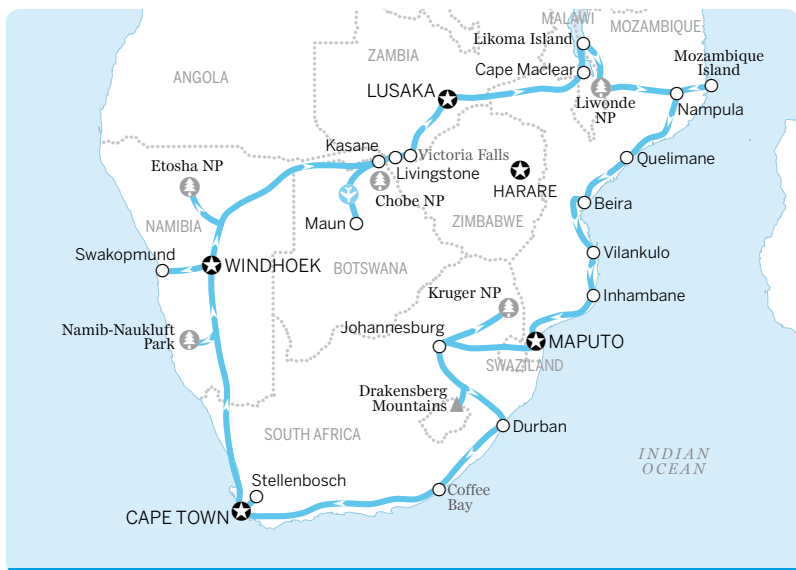 MALAWI
MOZAMBIQUE
Likoma Island
ZAMBIA
Mozambique
Island
Cape Maclear
ANGOLA
LUSAKA
Liwonde
NP
Nampula
Kasane
Victoria Falls
Quelimane
Etosha NP
Livingstone
HARARE
Chobe NP
Beira
NAMIBIA
Maun
ZIMBABWE
Swakopmund
WINDHOEK
BOTSWANA
Vilankulo
Kruger NP
Inhambane
Namib-Naukluft
Park
Johannesburg
MAPUTO
SWAZILAND
Drakensberg
Mountains
SOUTH AFRICA
Durban
INDIAN
OCEAN
Stellenbosch
Coffee
Bay
CAPE TOWN